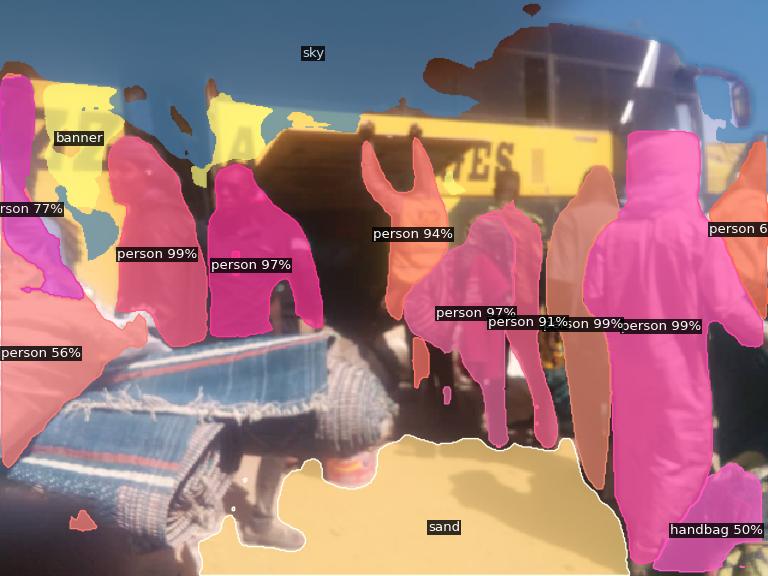 sky
banner
rson 77%
person 99%
person 97%
person 94%
person 6
person 56%
person 97%
person 91%
son 99%
person 99%
sand
handbag 50%